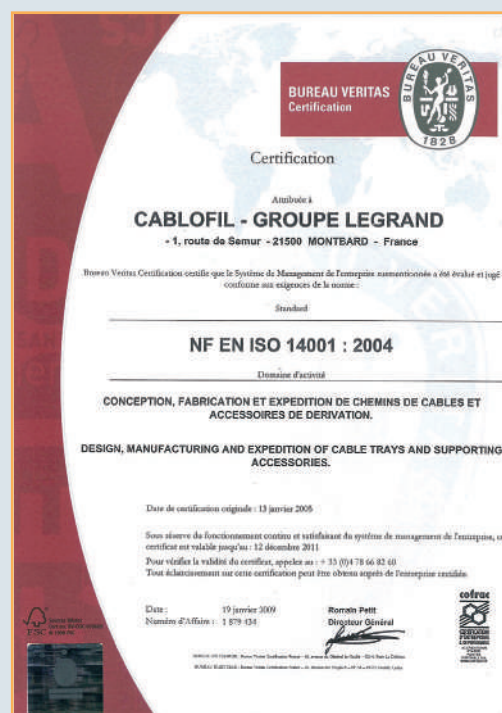 BUREAU VERITAS
Certification
BUREAU VERITAS
1828
Certification
Attribuée à
CABLOFIL - GROUPE LEGRAND
- 1, route de Semur - 21500 MONTBARD - France
Bureau Veritas Certification certifie que le Système de Management de l'entreprise susmentionnée a été évalué et jugé
conforme aux exigences de la norme :
Standard
NF EN ISO 14001 : 2004
Domaine d'activité
CONCEPTION, FABRICATION ET EXPEDITION DE CHEMINS DE CABLES ET
ACCESSOIRES DE DERIVATION.
DESIGN, MANUFACTURING AND EXPEDITION OF CABLE TRAYS AND SUPPORTING
ACCESSORIES.
Date de certification originale : 13 janvier 2005
Sous réserve du fonctionnement continu et satisfaisant du système de management de l'entreprise, ce
certificat est valable jusqu'au : 12 décembre 2011
Pour vérifier la validité du certificat, appelez au : + 33 (0)4 78 66 82 60
Tout éclaircissement sur cette certification peut être obtenu auprès de l'entreprise certifiée.
Date : 19 janvier 2009
Numéro d'Affaire : 1 879 434
Romain Petit
Directeur Général
cofrac
FSC